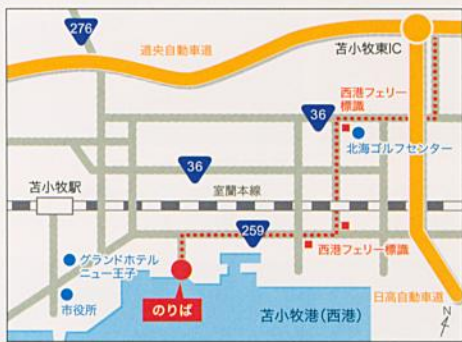 276
道央自動車道
苫小牧東IC
西港フェリー
標識
36
北海ゴルフセンター
36
苫小牧駅
室蘭本線
259
西港フェリー標識
グランドホテル
ニュー王子
市役所
のりば
苫小牧港(西港)
日高自動車道
N